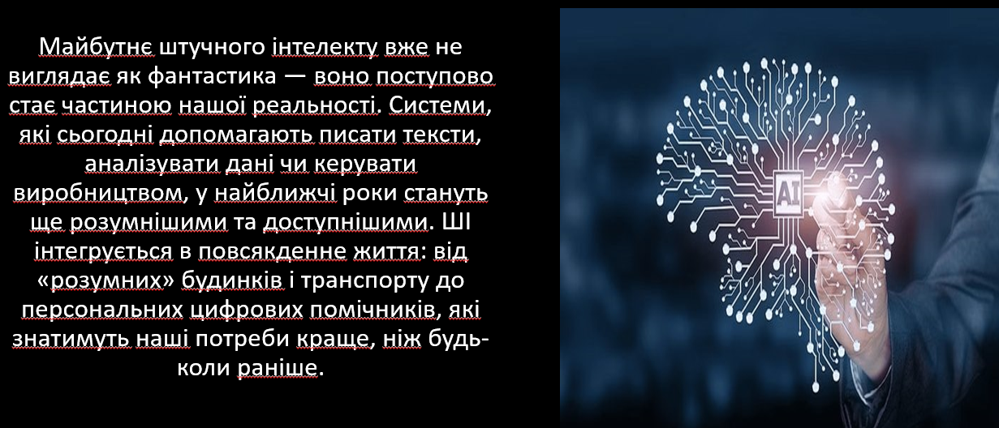 Майбутнє штучного інтелекту вже не
виглядає як фантастика — воно поступово
стає частиною нашої реальності. Системи,
які сьогодні допомагають писати тексти,
аналізувати дані чи керувати
виробництвом, у найближчі роки стануть
ще розумнішими та доступнішими. ШІ
інтегрується в повсякденне життя: від
«розумних» будинків і транспорту до
персональних цифрових помічників, які
знатимуть наші потреби краще, ніж будь-
коли раніше.
AI